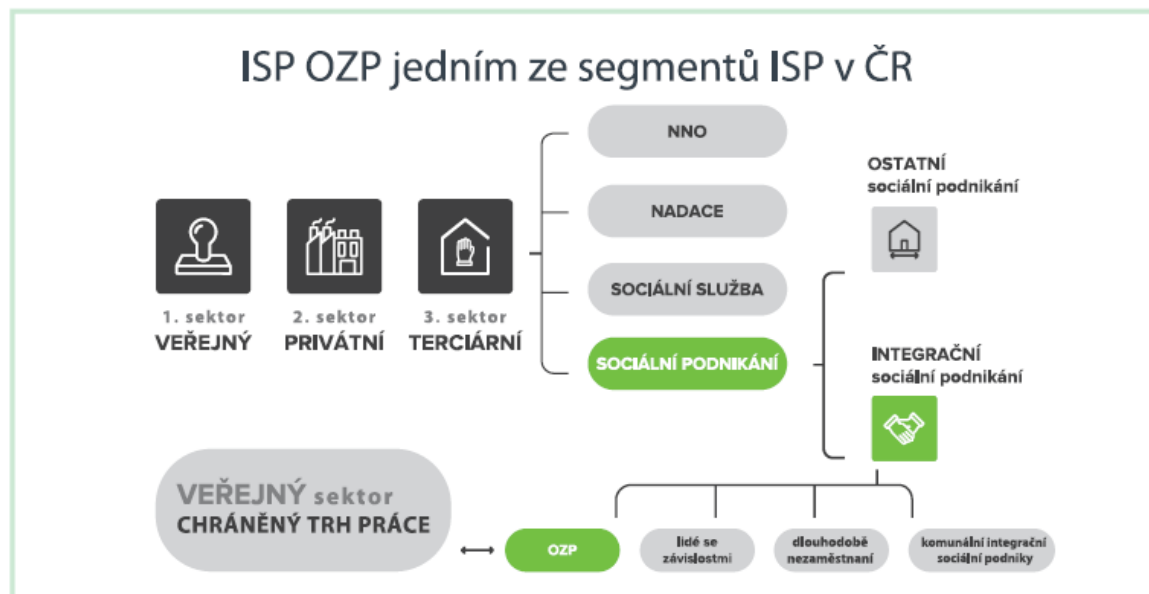 ISP OZP jedním ze segmentů ISP v ČR
NNO
NADACE
SOCIÁLNÍ SLUŽBA
SOCIÁLNÍ PODNIKÁNÍ
1. sektor
VEŘEJNÝ
2. sektor
PRIVÁTNÍ
3. sektor
TERCIÁRNÍ
OSTATNÍ
sociální podnikání
INTEGRAČNÍ
sociální podnikání
VEŘEJNÝ sektor
CHRÁNĚNÝ TRH PRÁCE
OZP
lidé se
závislostmi
dlouhodobě
nezaměstnaní
komunální integrační
sociální podniky